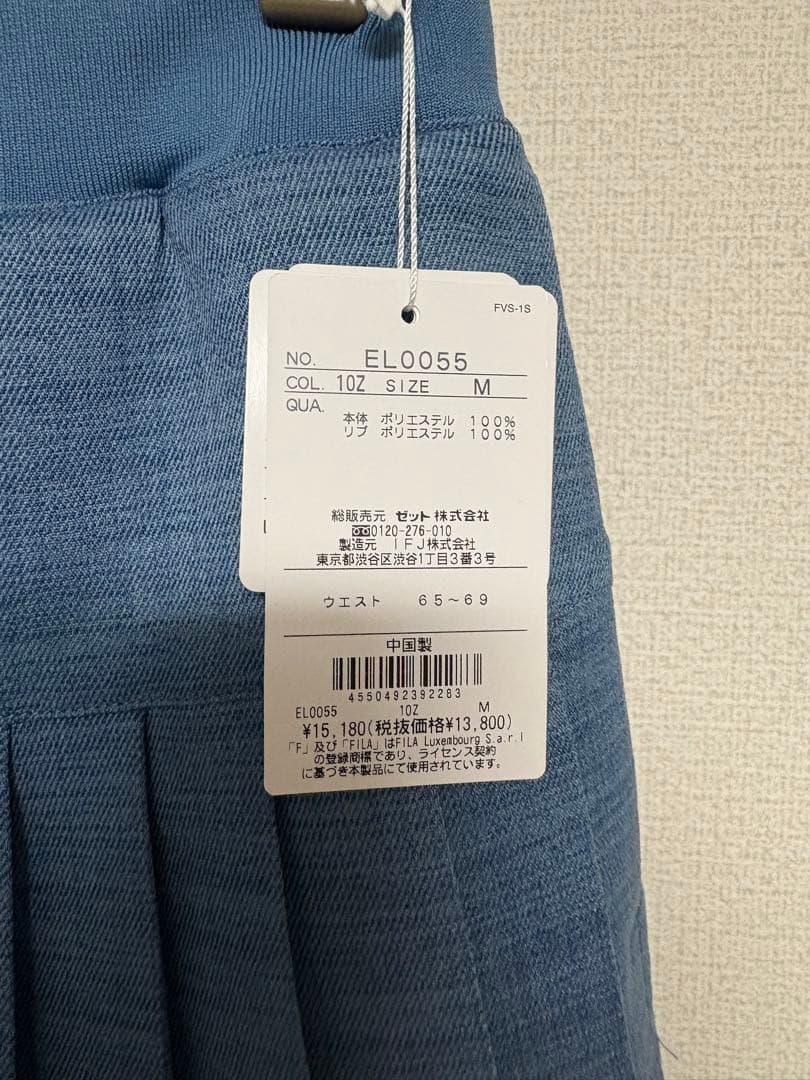 FVS-1S
NO. EL0055
COL. 10Z SIZE M
QUA.
本体 ポリエステル 100%
リブ ポリエステル 100%
総販売元 ゼット株式会社
0120-276-010
製造元 IFJ株式会社
東京都渋谷区渋谷1丁目3番3号
ウエスト 65~69
中国製
4550492392283
EL0055 10Z M
¥15,180(税抜価格¥13,800)
「F」及び「FILA」はFILA Luxembourg S.a.r.l
の登録商標であり、ライセンス契約
に基づき本製品にて使用されています。